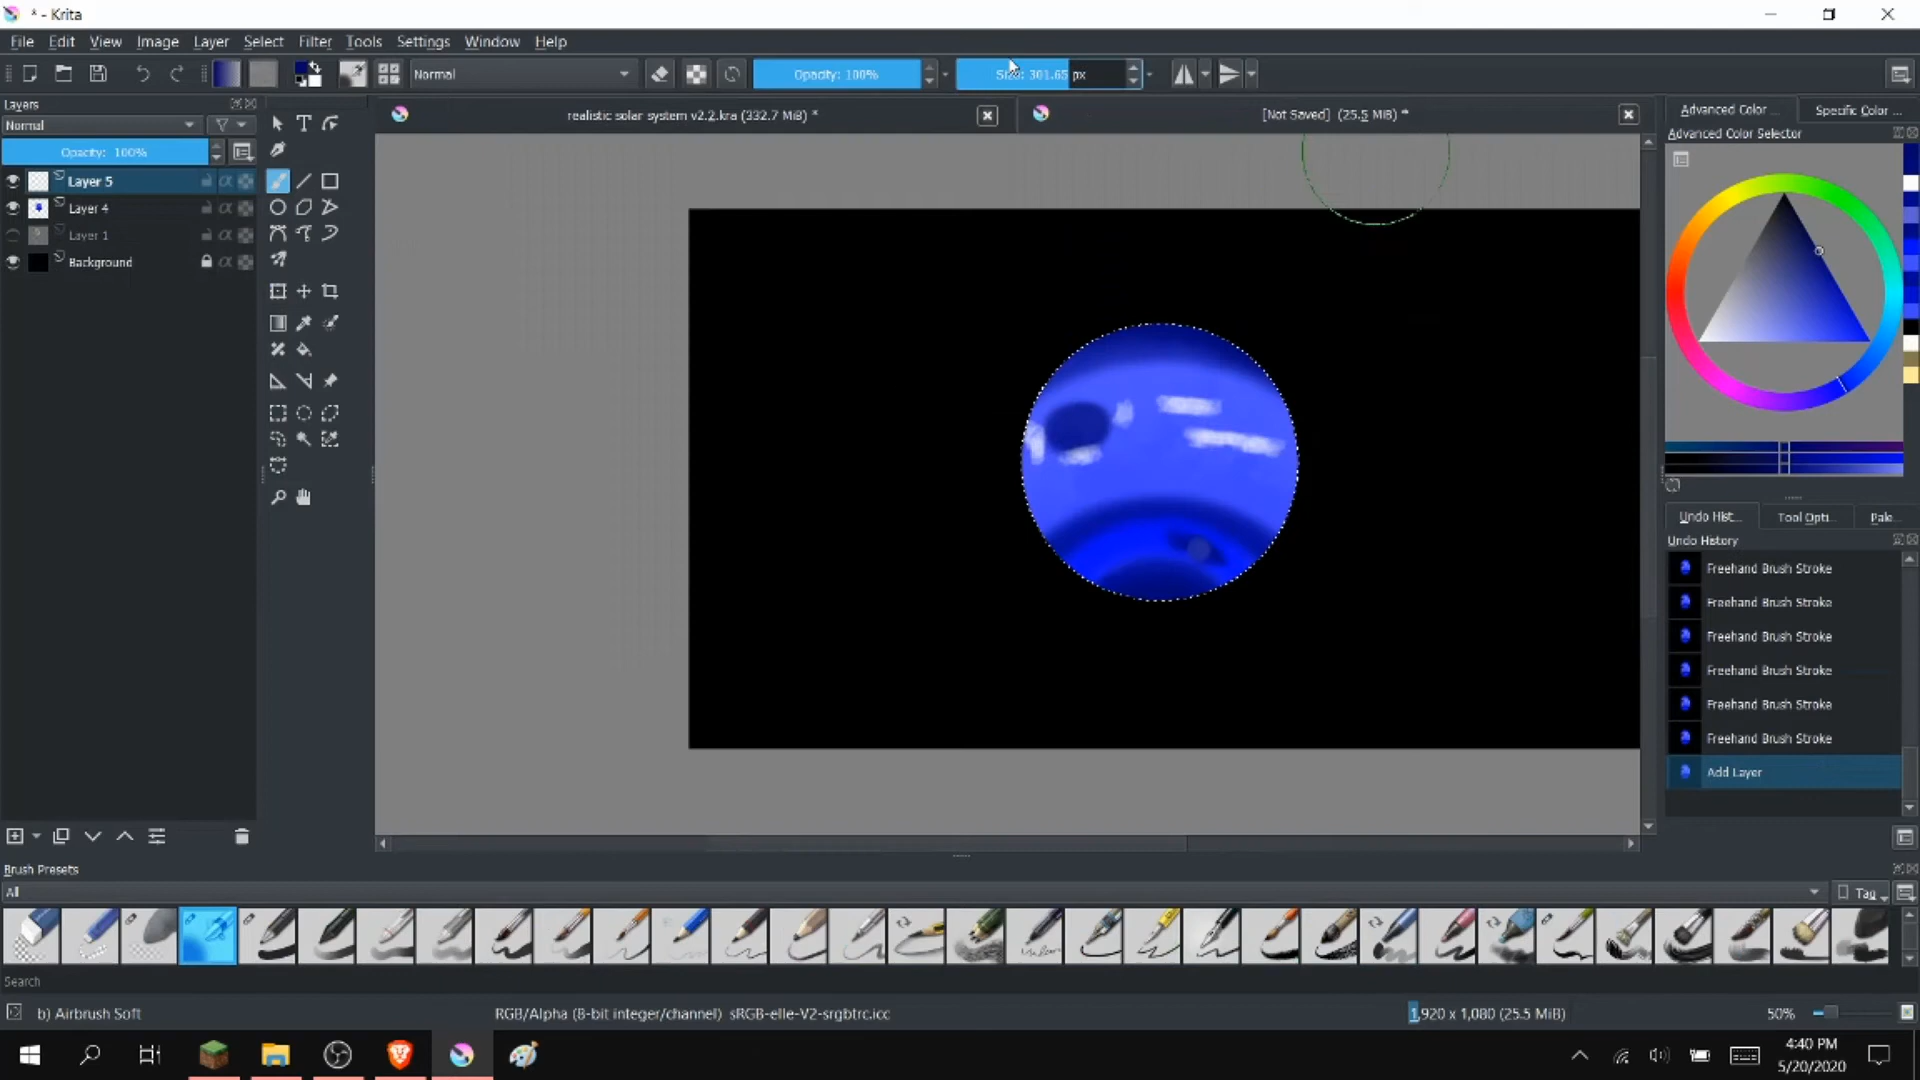 * - Krita
File Edit View Image Layer Select Filter Tools Settings Window Help
Normal
Opacity: 100%
Size: 301.65 px
Layers
Normal
Opacity: 100%
Layer 5
Layer 4
Layer 1
Background
realistic solar system v2.2.kra (332.7 MiB) *
[Not Saved] (25.5 MiB) *
Advanced Color ...
Specific Color ...
Advanced Color Selector
Undo Hist...
Tool Opti...
Pale...
Undo History
Freehand Brush Stroke
Freehand Brush Stroke
Freehand Brush Stroke
Freehand Brush Stroke
Freehand Brush Stroke
Freehand Brush Stroke
Add Layer
Brush Presets
All
Tag
Search
b) Airbrush Soft
RGB/Alpha (8-bit integer/channel) sRGB-elle-V2-srgbtrc.icc
1,920 x 1,080 (25.5 MiB)
50%
4:40 PM
5/20/2020